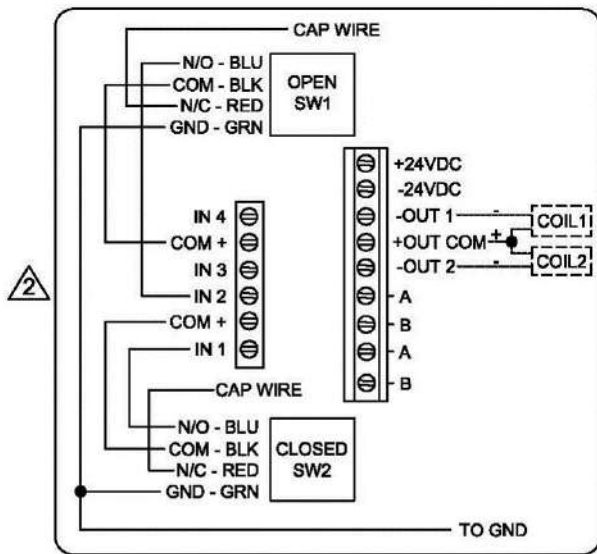 CAP WIRE
N/O - BLU
COM - BLK
N/C - RED
GND - GRN
OPEN
SW1
+24VDC
-24VDC
-OUT 1 -
+OUT COM +
-OUT 2 -
COIL1
COIL2
A
B
A
B
IN 4
COM +
IN 3
IN 2
COM +
IN 1
2
CAP WIRE
N/O - BLU
COM - BLK
N/C - RED
GND - GRN
CLOSED
SW2
TO GND